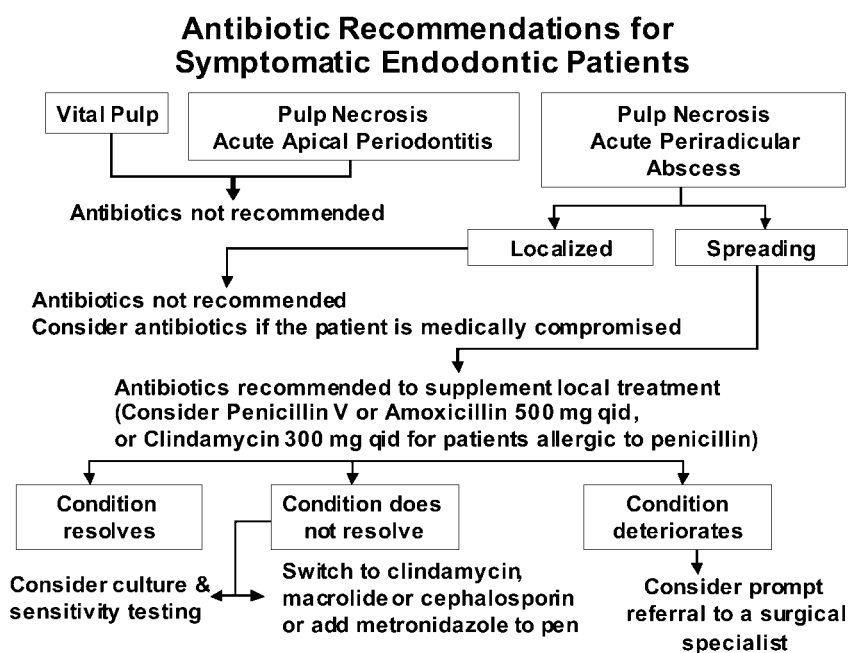 Antibiotic Recommendations for
Symptomatic Endodontic Patients
Vital Pulp
Pulp Necrosis
Acute Apical Periodontitis
Pulp Necrosis
Acute Periradicular
Abscess
Antibiotics not recommended
Localized
Spreading
Antibiotics not recommended
Consider antibiotics if the patient is medically compromised
Antibiotics recommended to supplement local treatment
(Consider Penicillin V or Amoxicillin 500 mg qid,
or Clindamycin 300 mg qid for patients allergic to penicillin)
Condition
resolves
Condition does
not resolve
Condition
deteriorates
Consider culture &
sensitivity testing
Switch to clindamycin,
macrolide or cephalosporin
or add metronidazole to pen
Consider prompt
referral to a surgical
specialist